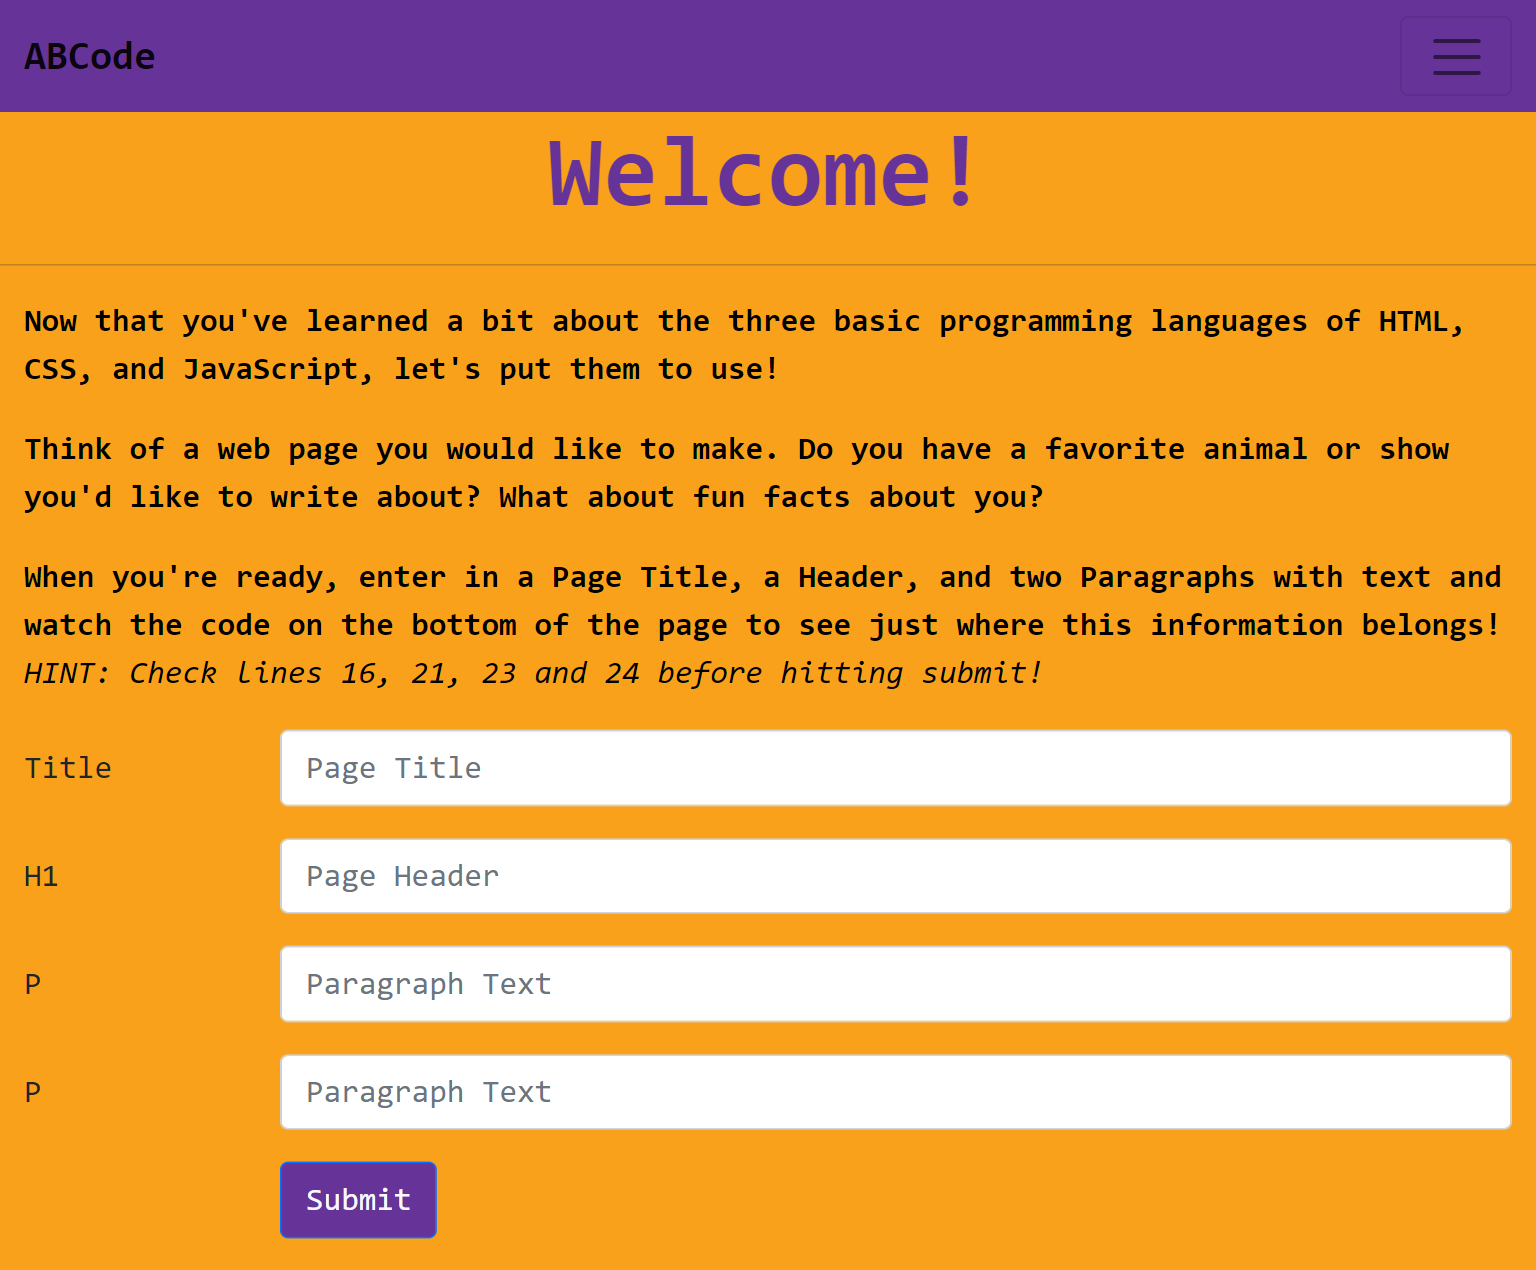 ABCode
Welcome!
Now that you've learned a bit about the three basic programming languages of HTML,
CSS, and JavaScript, let's put them to use!
Think of a web page you would like to make. Do you have a favorite animal or show
you'd like to write about? What about fun facts about you?
When you're ready, enter in a Page Title, a Header, and two Paragraphs with text and
watch the code on the bottom of the page to see just where this information belongs!
HINT: Check lines 16, 21, 23 and 24 before hitting submit!
Title
Page Title
H1
Page Header
P
Paragraph Text
P
Paragraph Text
Submit